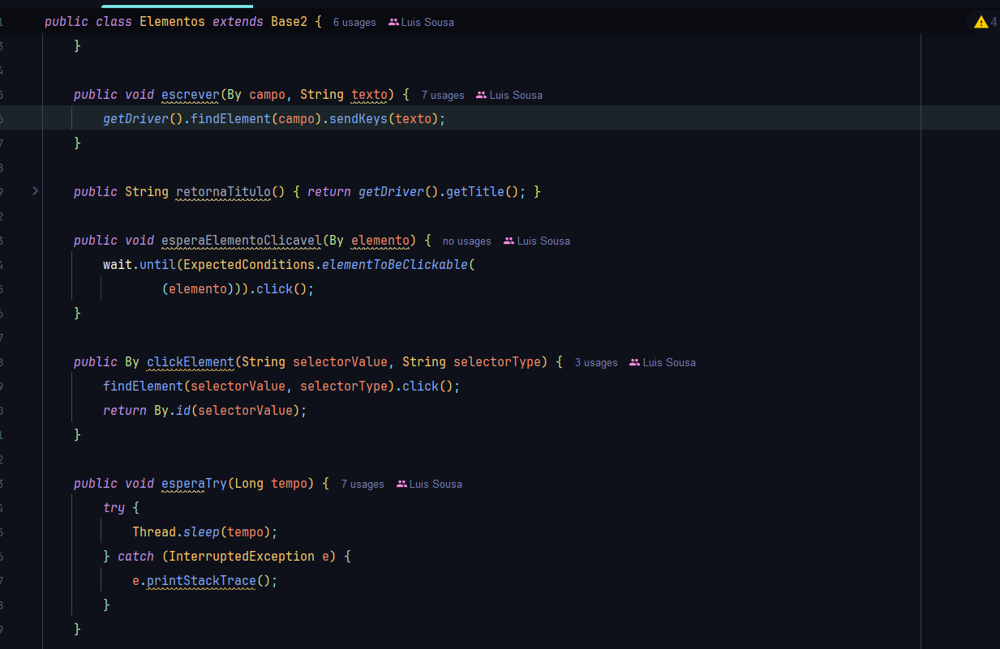 public class Elementos extends Base2 {  6 usages  Luis Sousa  4
}
public void escrever(By campo, String texto) {  7 usages  Luis Sousa
getDriver().findElement(campo).sendKeys(texto);
}
public String retornaTitulo() { return getDriver().getTitle(); }
public void esperaElementoClicavel(By elemento) {  no usages  Luis Sousa
wait.until(ExpectedConditions.elementToBeClickable(
(elemento))).click();
}
public By clickElement(String selectorValue, String selectorType) {  3 usages  Luis Sousa
findElement(selectorValue, selectorType).click();
return By.id(selectorValue);
}
public void esperaTry(Long tempo) {  7 usages  Luis Sousa
try {
Thread.sleep(tempo);
} catch (InterruptedException e) {
e.printStackTrace();
}
}